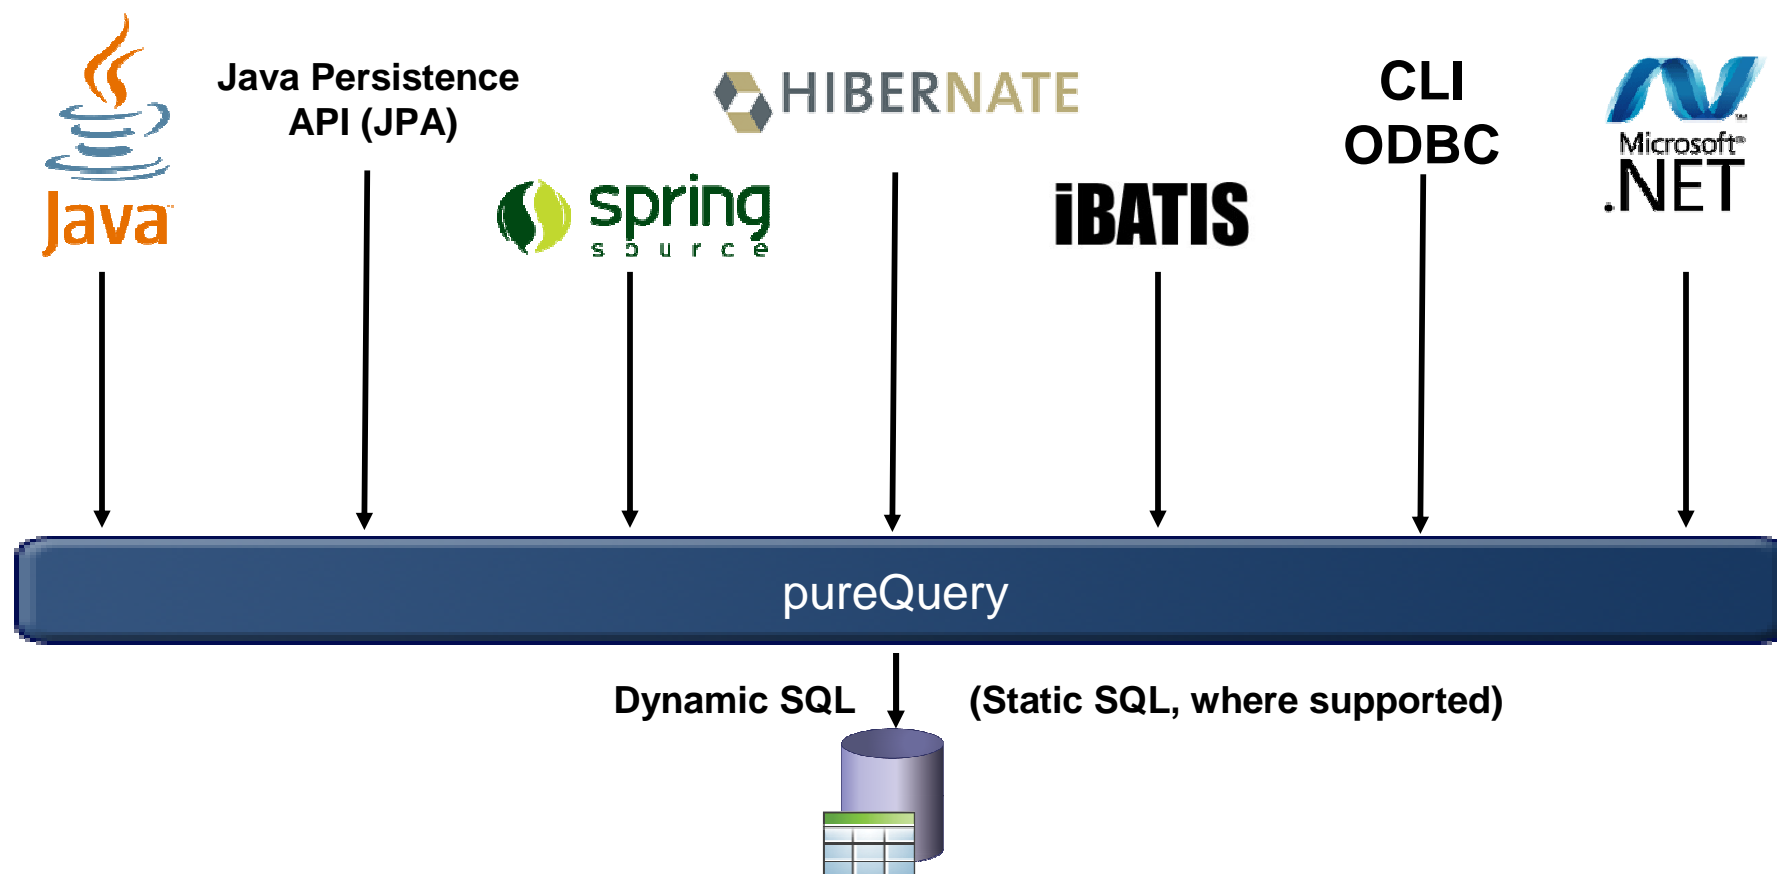 Java™
Java Persistence
API (JPA)
spring
source
HIBERNATE
iBATIS
CLI
ODBC
Microsoft®
.NET
pureQuery
Dynamic SQL
(Static SQL, where supported)